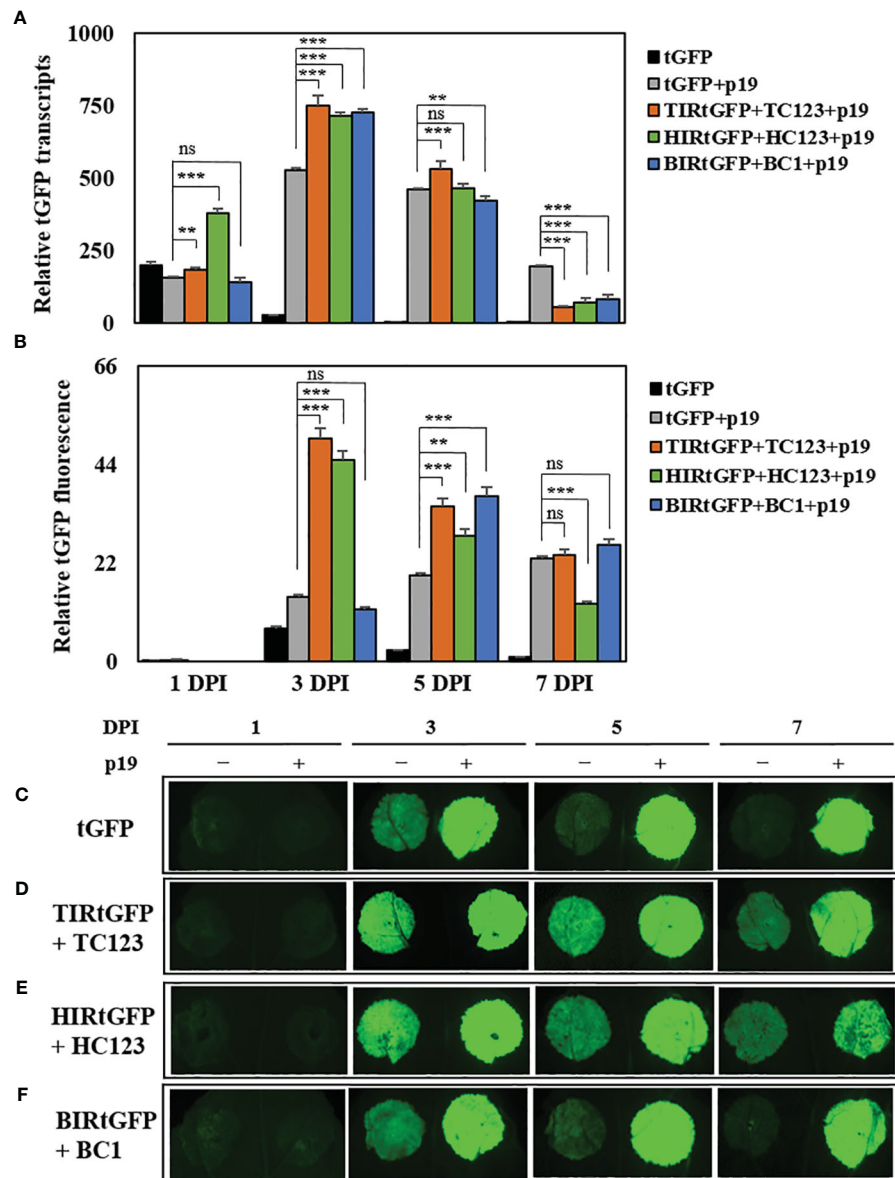 A
Relative tGFP transcripts
1000
750
500
250
0
ns
***
**
***
***
***
**
ns
***
***
***
***
tGFP
tGFP+p19
TIRtGFP+TC123+p19
HIRtGFP+HC123+p19
BIRtGFP+BC1+p19
B
Relative tGFP fluorescence
66
44
22
0
ns
***
***
***
**
***
ns
***
ns
tGFP
tGFP+p19
TIRtGFP+TC123+p19
HIRtGFP+HC123+p19
BIRtGFP+BC1+p19
1 DPI 3 DPI 5 DPI 7 DPI
DPI 1 3 5 7
p19 − + − + − + − +
C
tGFP
D
TIRtGFP
+ TC123
E
HIRtGFP
+ HC123
F
BIRtGFP
+ BC1